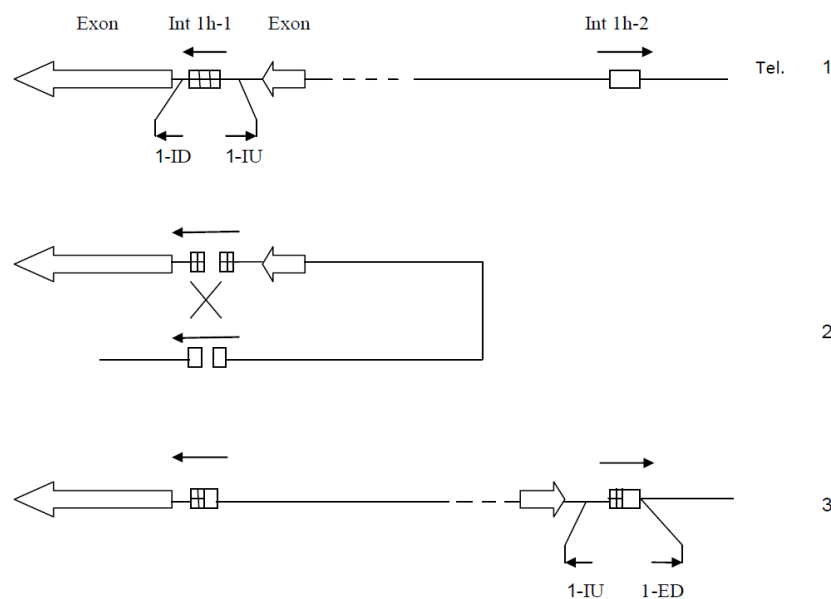 Exon Int 1h-1 Exon Int 1h-2
Tel. 1
1-ID 1-IU
2
3
1-IU 1-ED